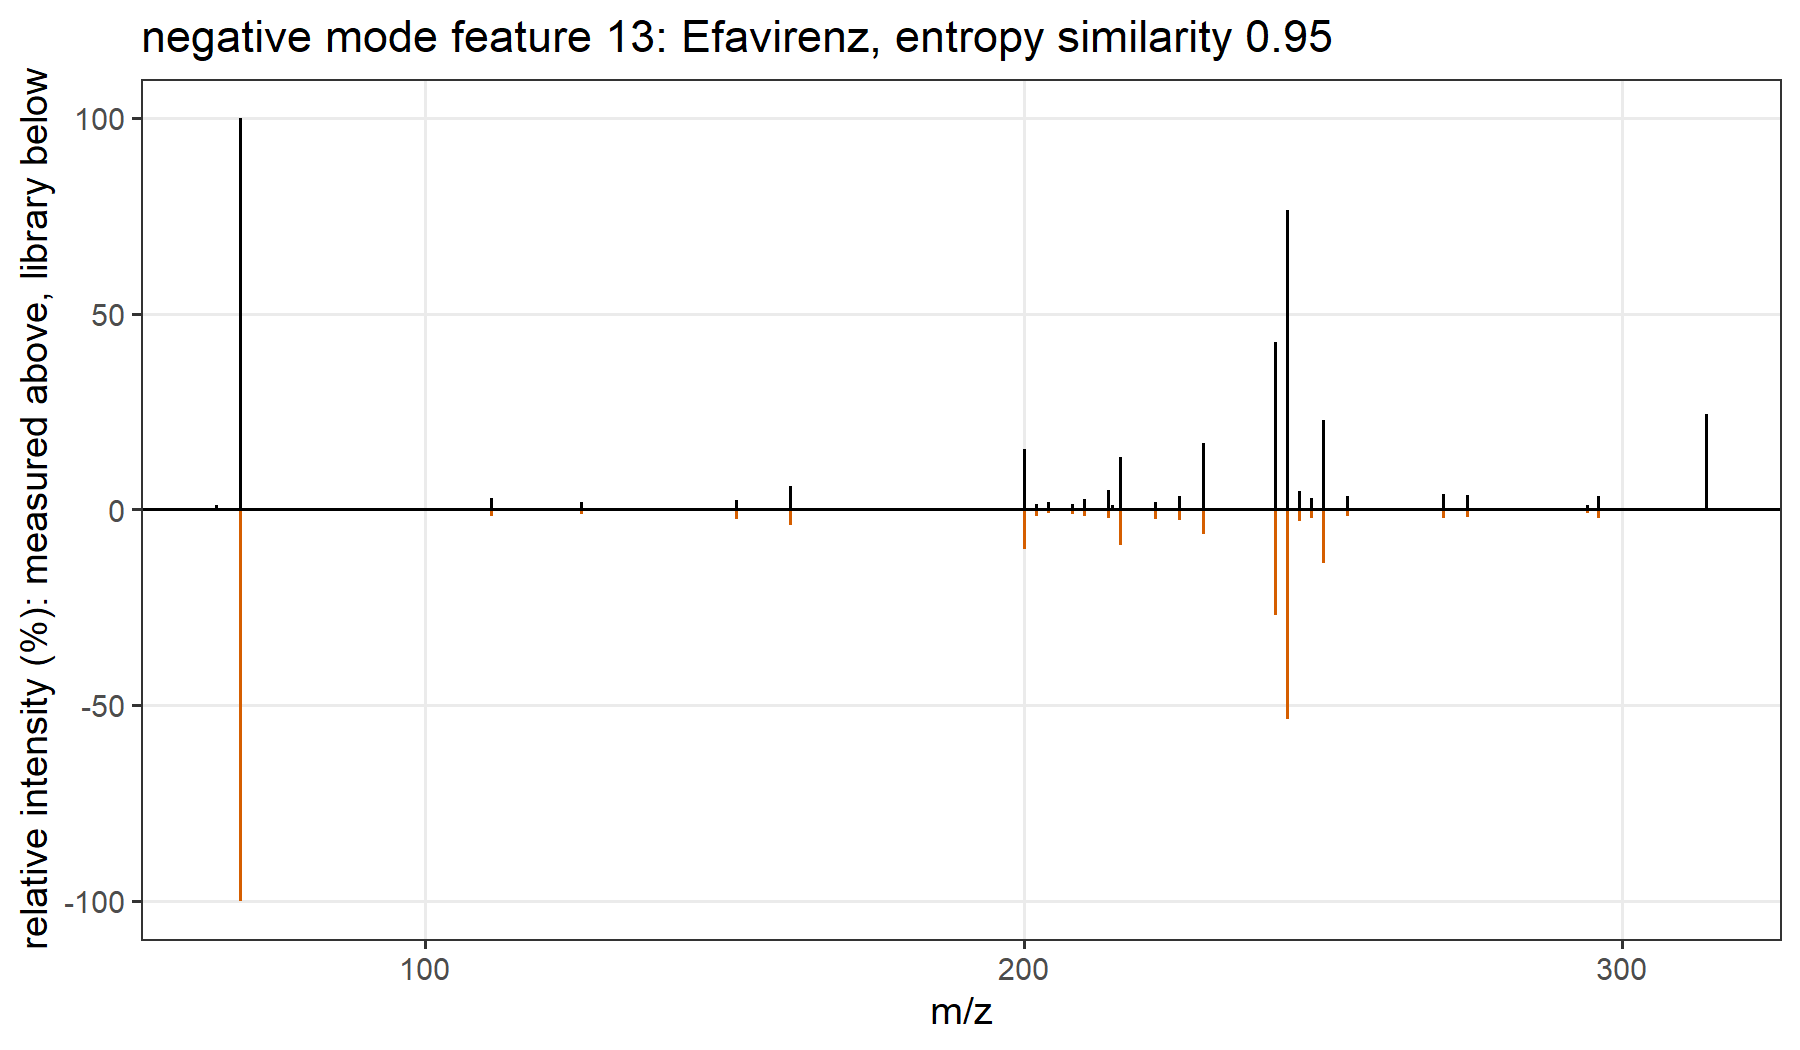 negative mode feature 13: Efavirenz, entropy similarity 0.95
relative intensity (%): measured above, library below
100
50
0
-50
-100
100
200
300
m/z